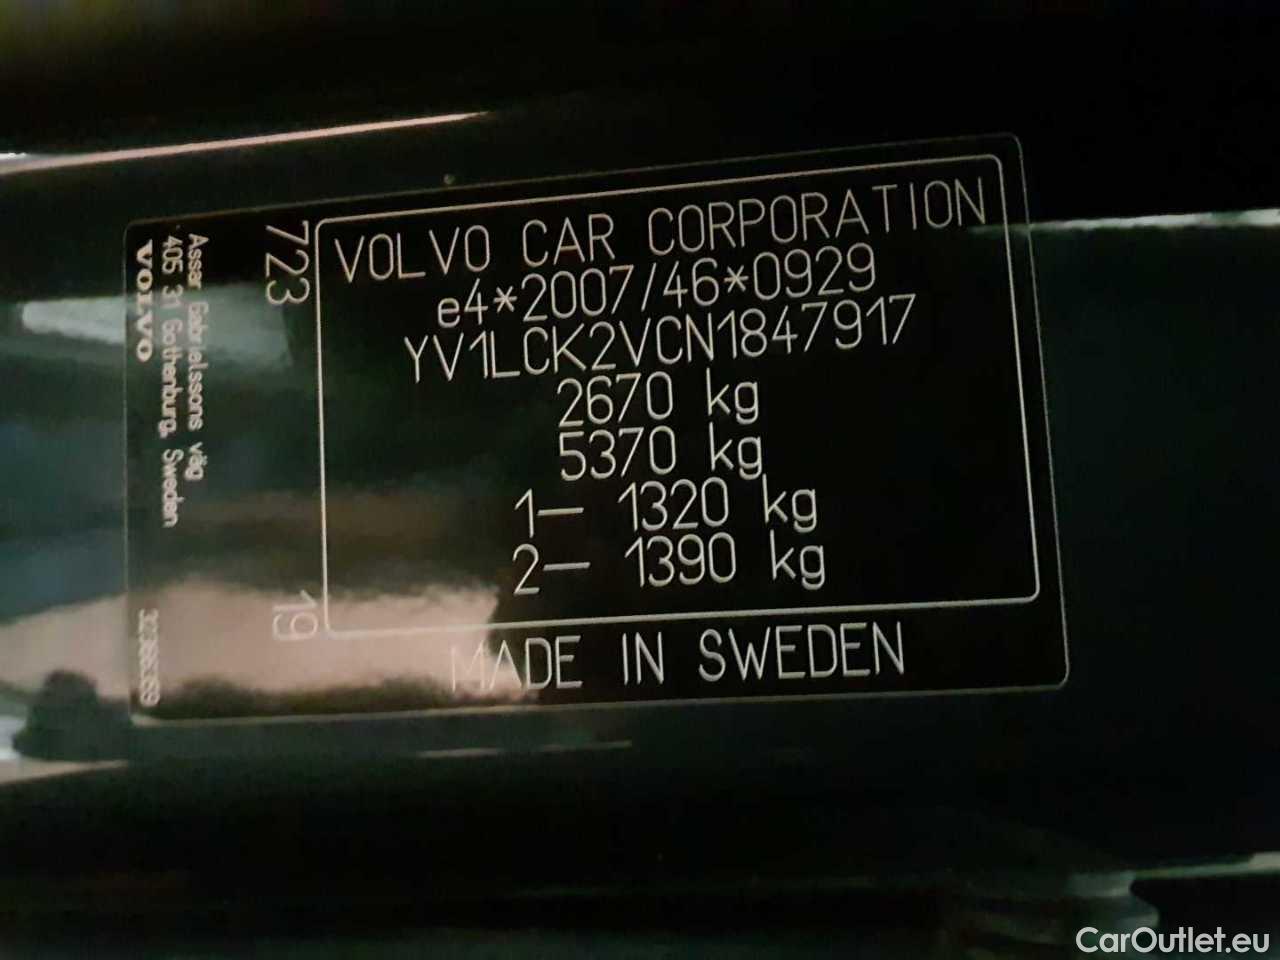 VOLVO CAR CORPORATION
e4*2007/46*0929
YV1LCK2VCN1847917
2670 kg
5370 kg
1— 1320 kg
2— 1390 kg
MADE IN SWEDEN
723
19
Assar Gabrielssons väg
405 31 Gothenburg, Sweden
VOLVO
CarOutlet.eu